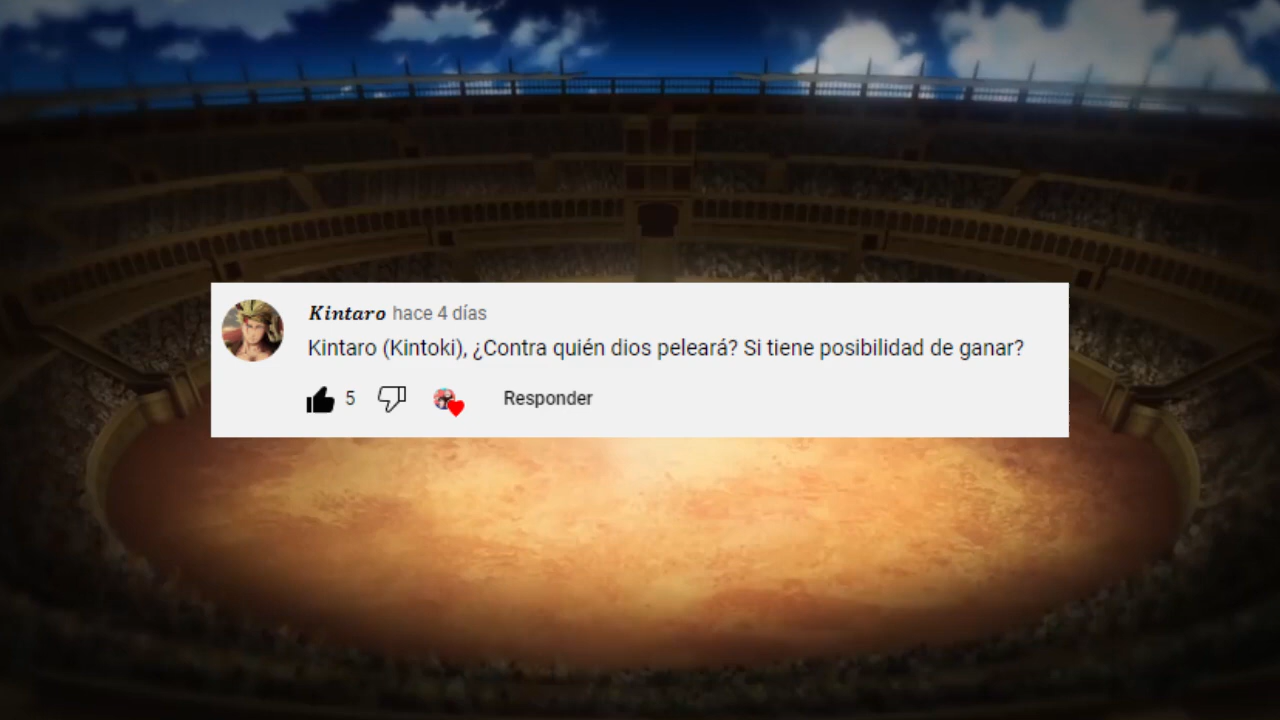 Kintaro hace 4 días
Kintaro (Kintoki), ¿Contra quién dios peleará? Si tiene posibilidad de ganar?
5 Responder